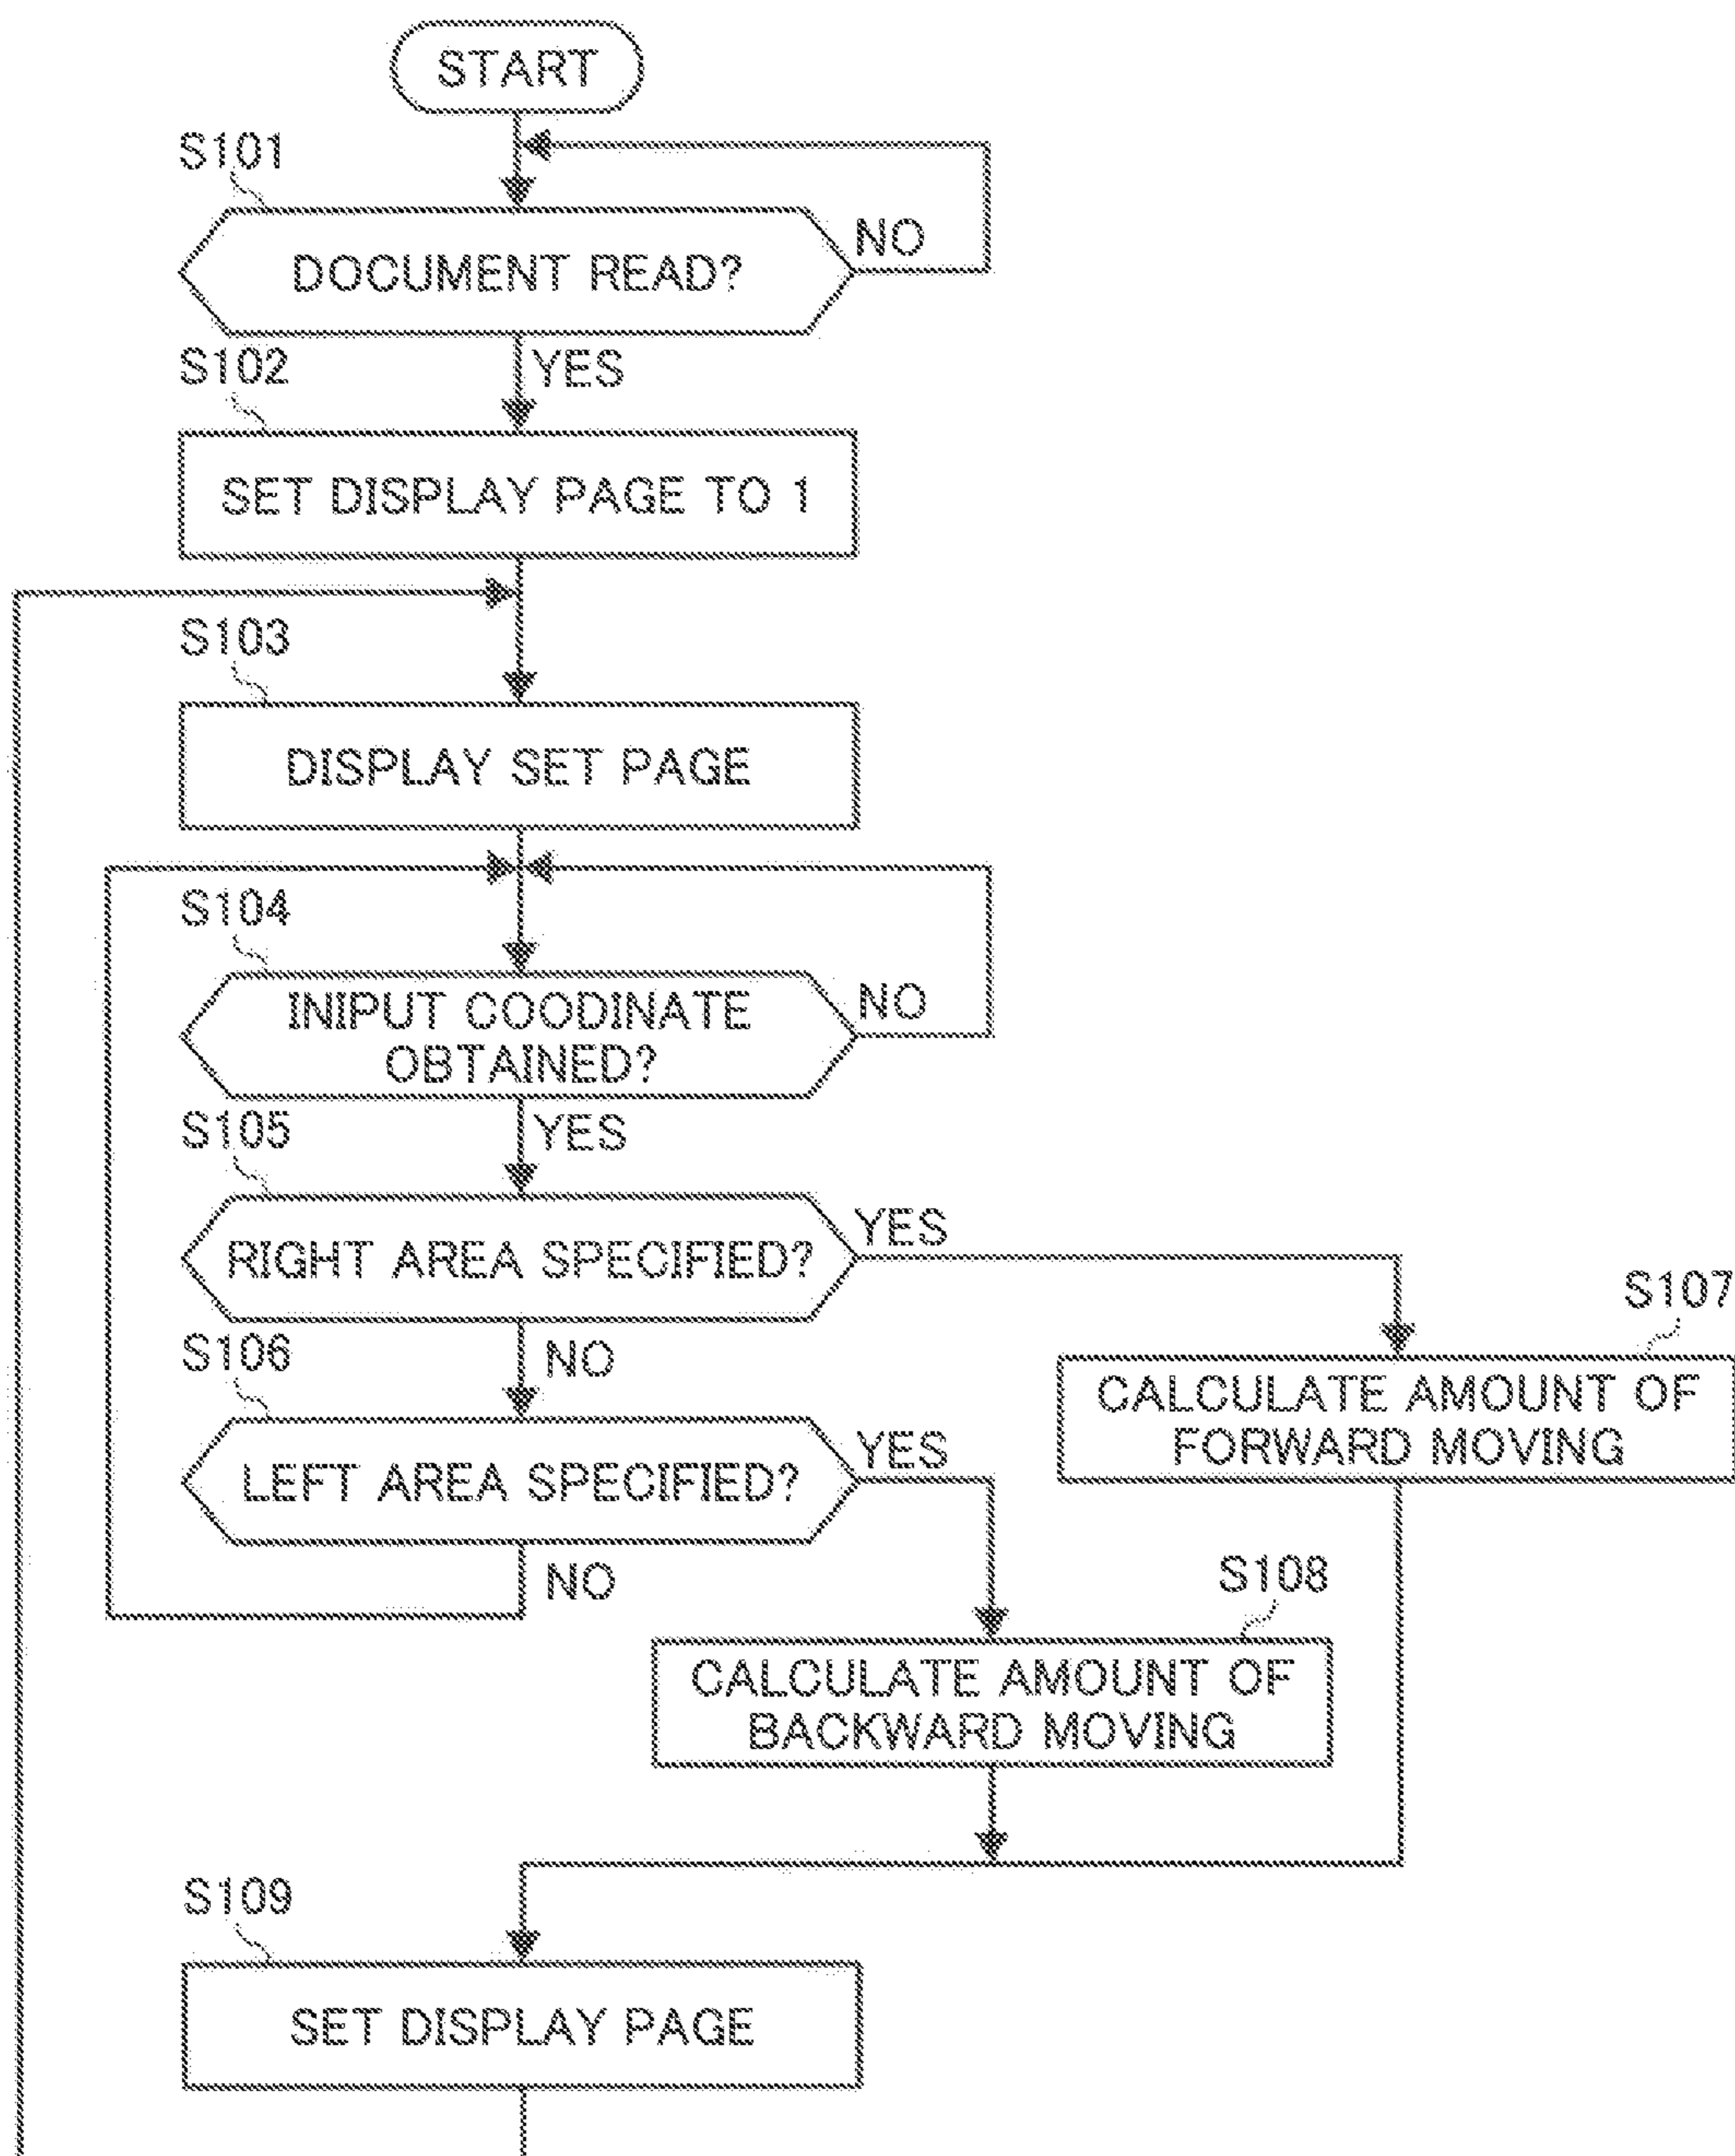 START
S101
DOCUMENT READ?
NO
S102
YES
SET DISPLAY PAGE TO 1
S103
DISPLAY SET PAGE
S104
INIPUT COODINATE
OBTAINED?
NO
S105
YES
RIGHT AREA SPECIFIED?
YES
S107
CALCULATE AMOUNT OF
FORWARD MOVING
S106
NO
LEFT AREA SPECIFIED?
YES
NO
S108
CALCULATE AMOUNT OF
BACKWARD MOVING
S109
SET DISPLAY PAGE